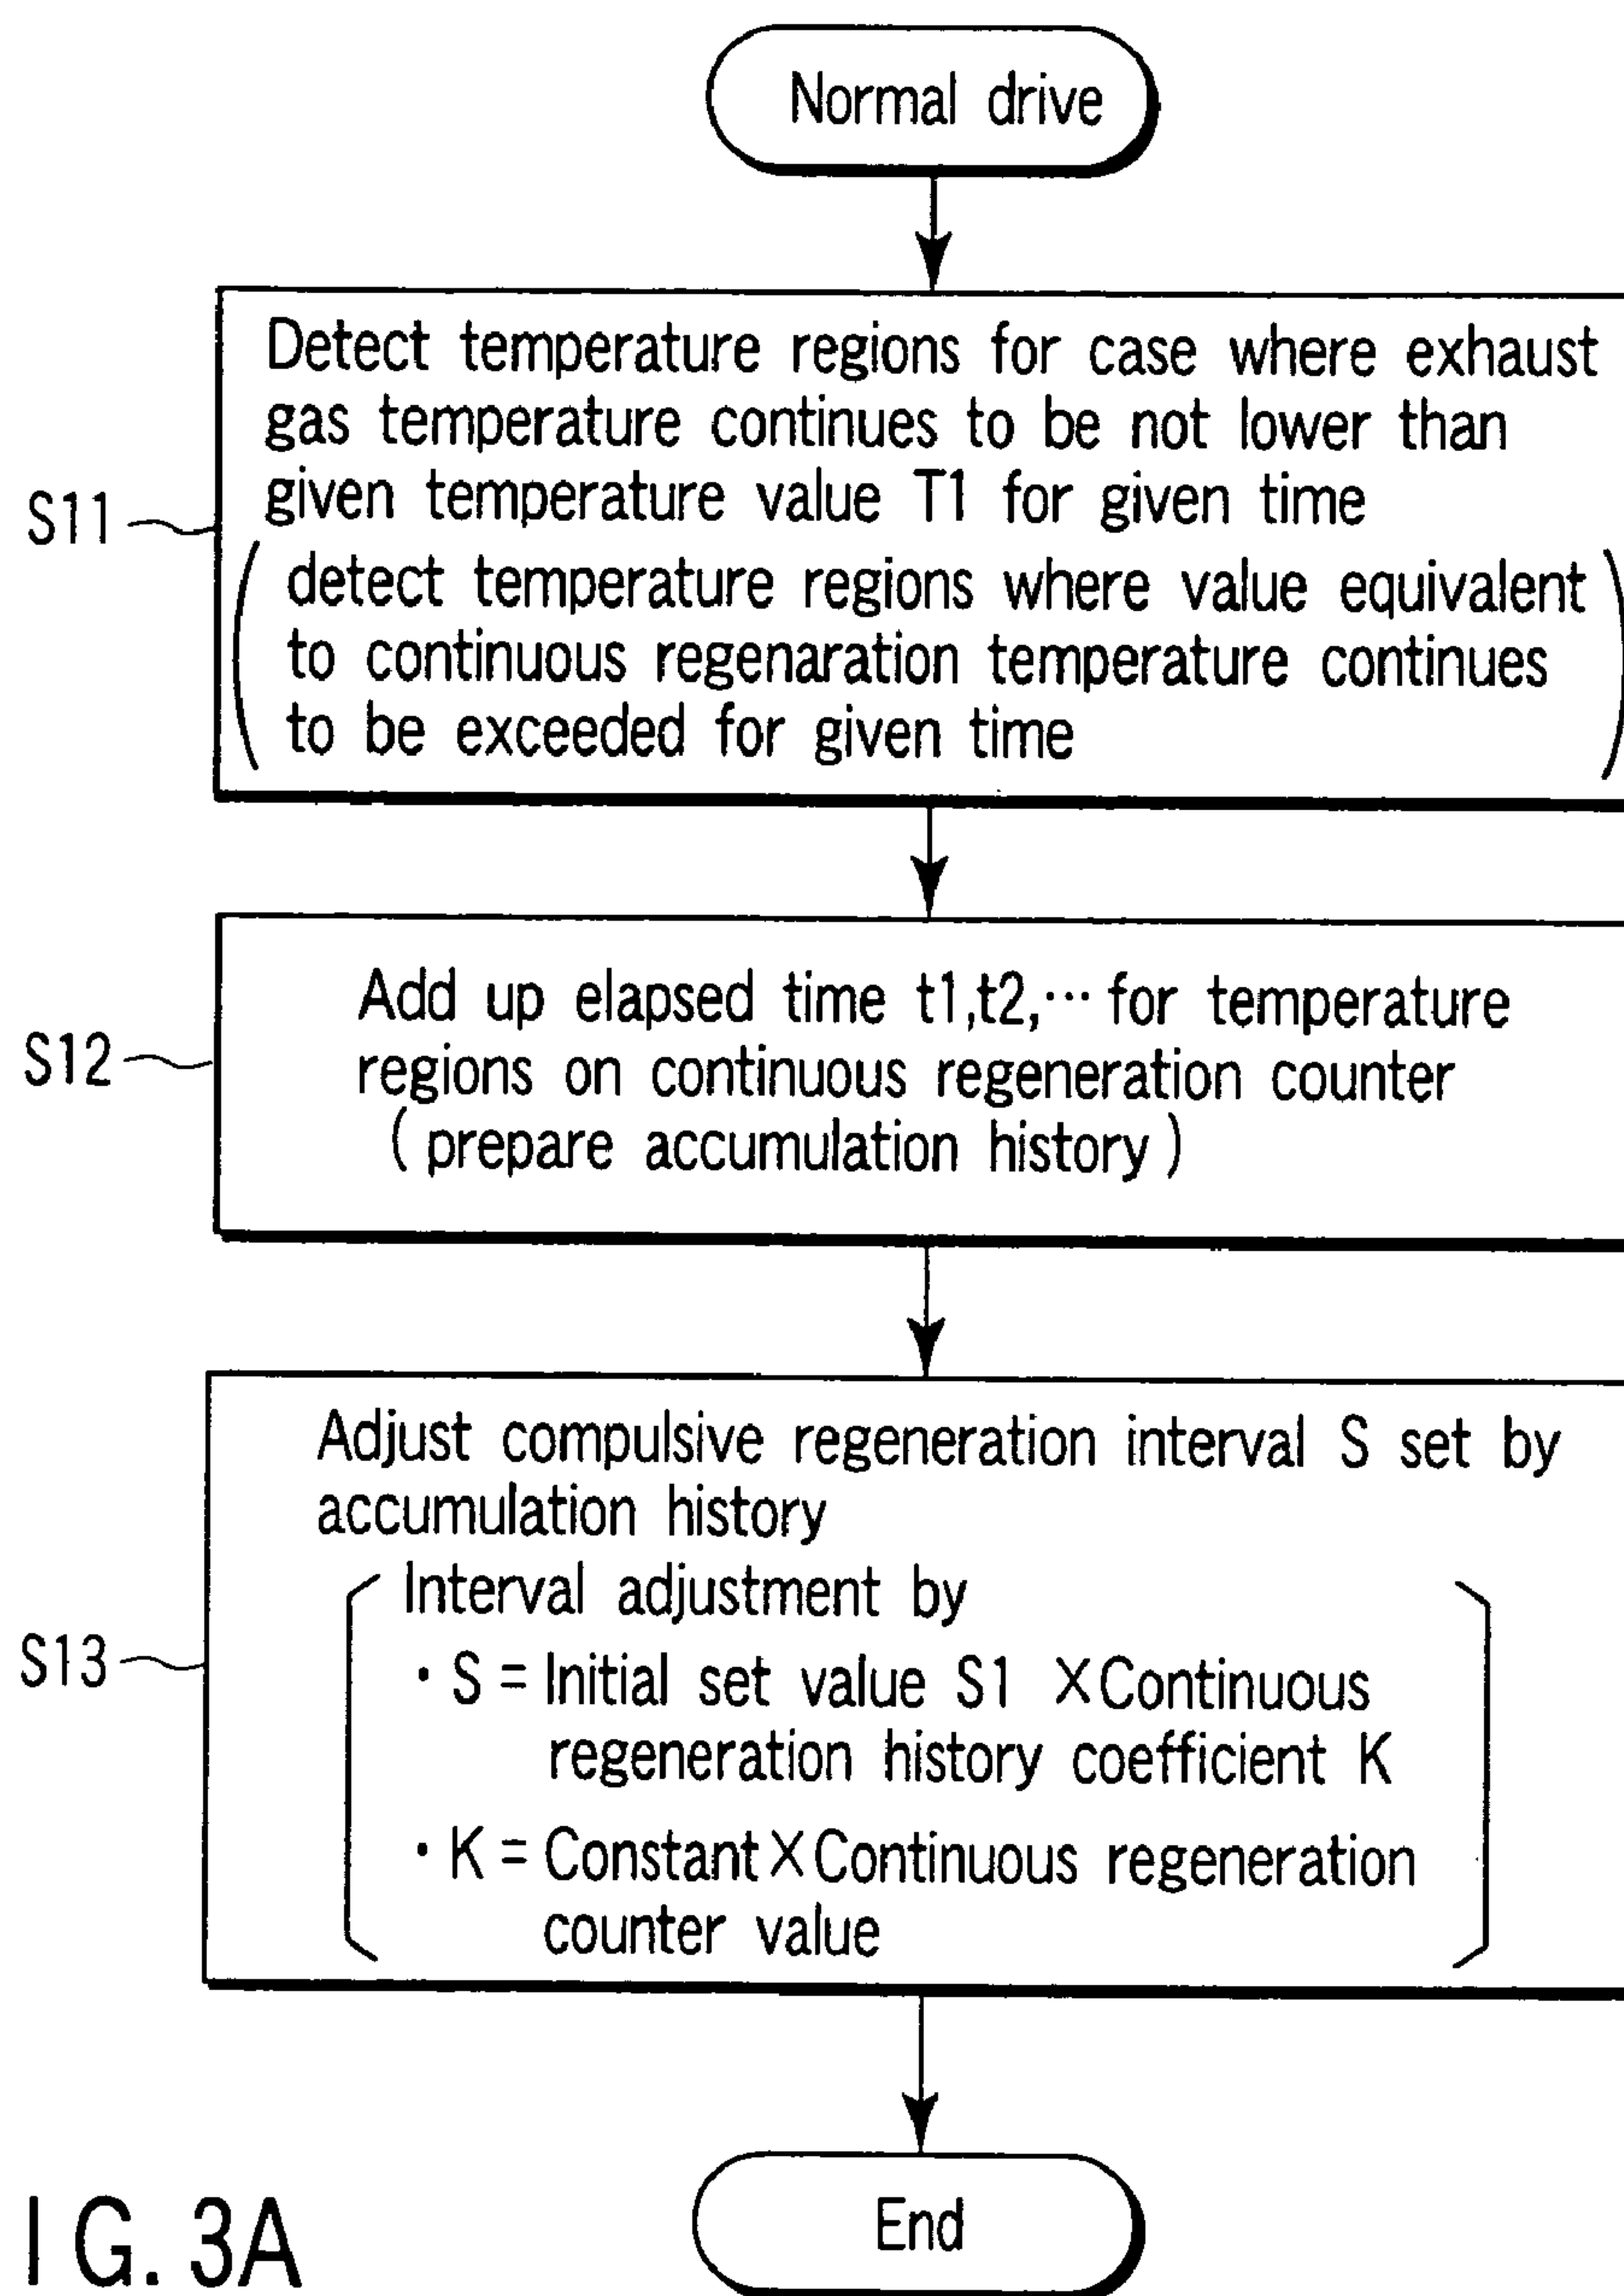 Normal drive
Detect temperature regions for case where exhaust
gas temperature continues to be not lower than
given temperature value T1 for given time
S11
( detect temperature regions where value equivalent )
to continuous regenaration temperature continues
to be exceeded for given time
Add up elapsed time t1,t2,··· for temperature
S12
regions on continuous regeneration counter
( prepare accumulation history )
Adjust compulsive regeneration interval S set by
accumulation history
Interval adjustment by
S13
· S = Initial set value S1 ×Continuous
regeneration history coefficient K
· K = Constant×Continuous regeneration
counter value
End
IG. 3A